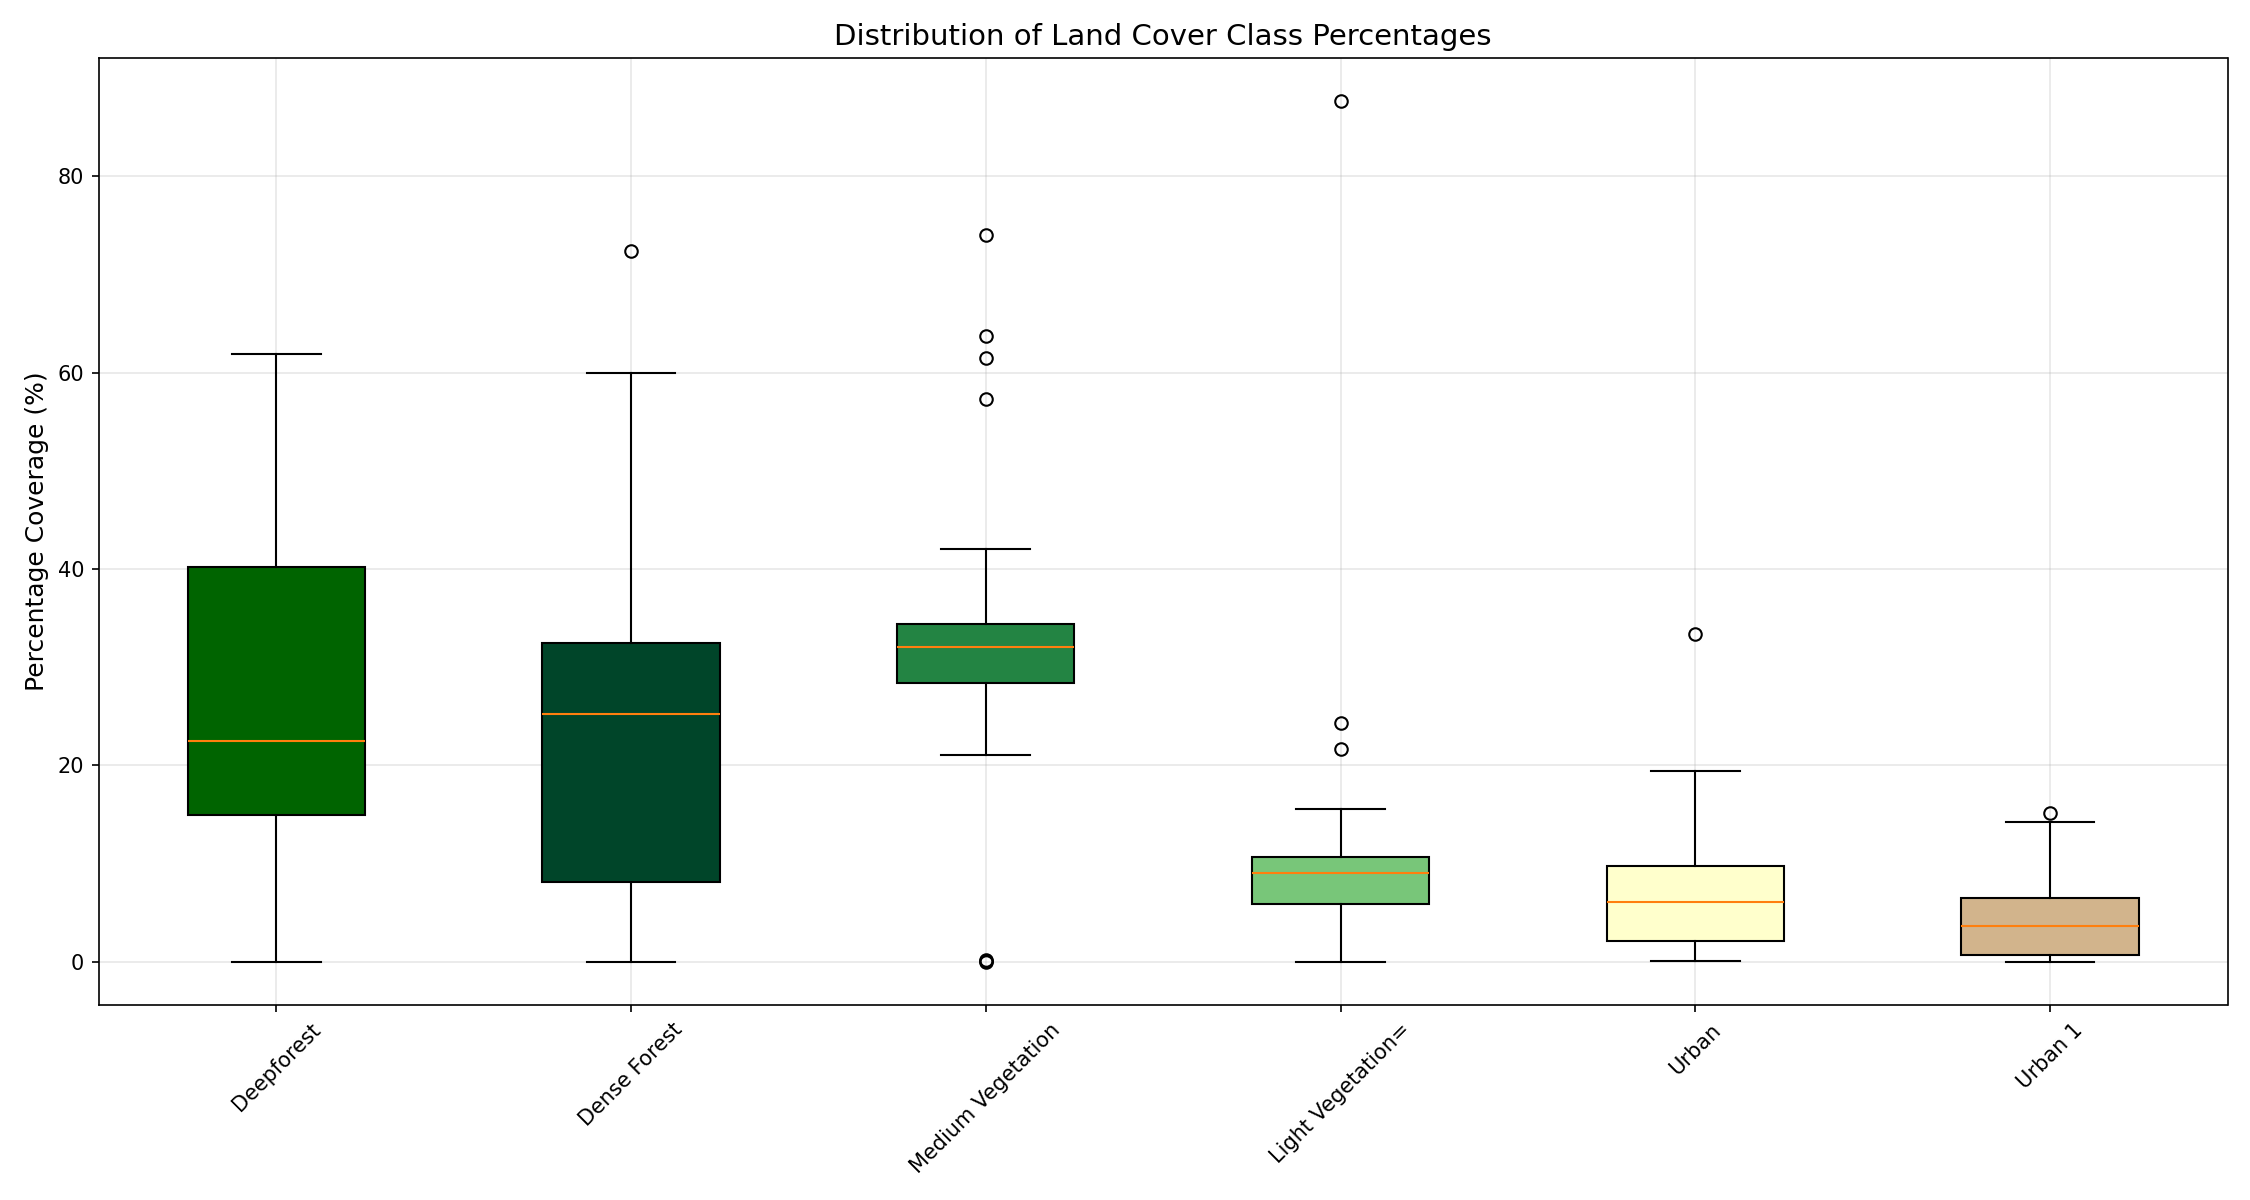 Distribution of Land Cover Class Percentages
Percentage Coverage (%)
80
60
40
20
0
Deepforest
Dense Forest
Medium Vegetation
Light Vegetation=
Urban
Urban 1